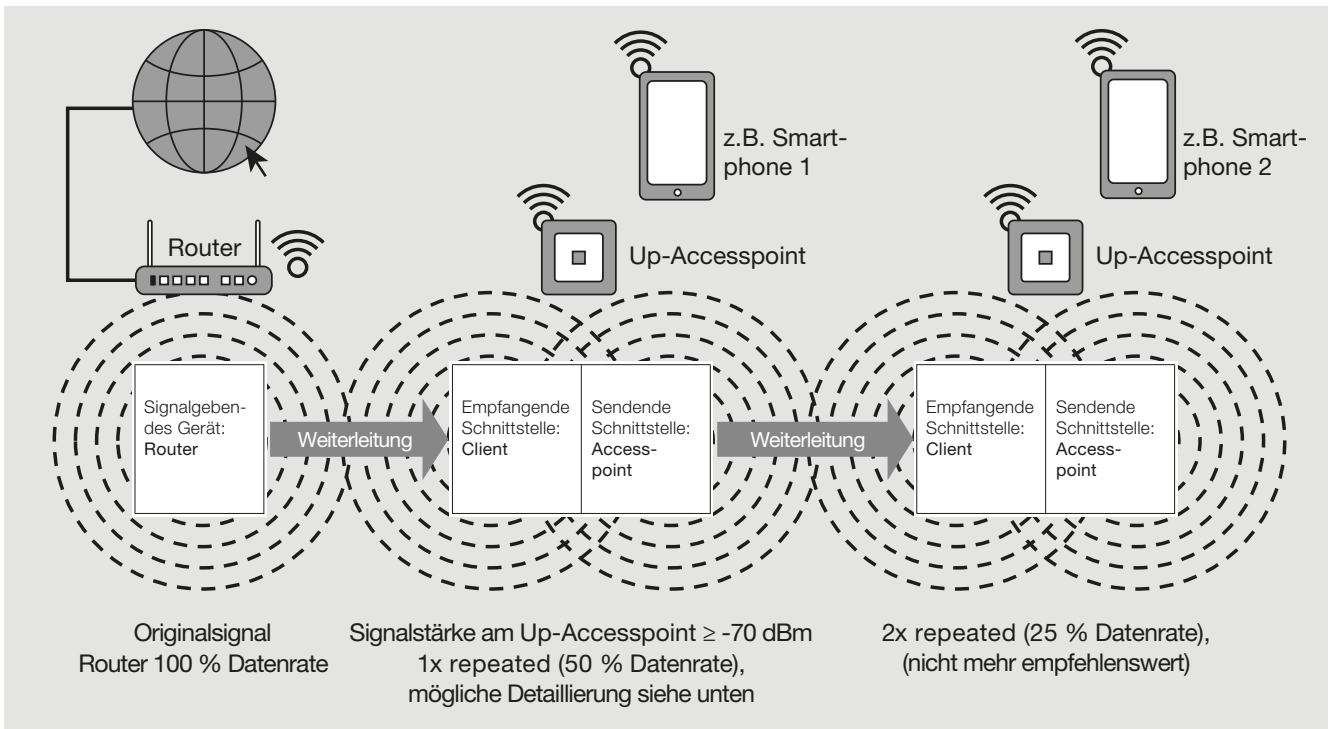 z.B. Smart-
phone 1
z.B. Smart-
phone 2
Router
Up-Accesspoint
Up-Accesspoint
Signalgeben-
des Gerät:
Router
Weiterleitung
Empfangende
Schnittstelle:
Client
Sendende
Schnittstelle:
Access-
point
Weiterleitung
Empfangende
Schnittstelle:
Client
Sendende
Schnittstelle:
Access-
point
Originalsignal
Router 100 % Datenrate
Signalstärke am Up-Accesspoint ≥ -70 dBm
1x repeated (50 % Datenrate),
mögliche Detaillierung siehe unten
2x repeated (25 % Datenrate),
(nicht mehr empfehlenswert)